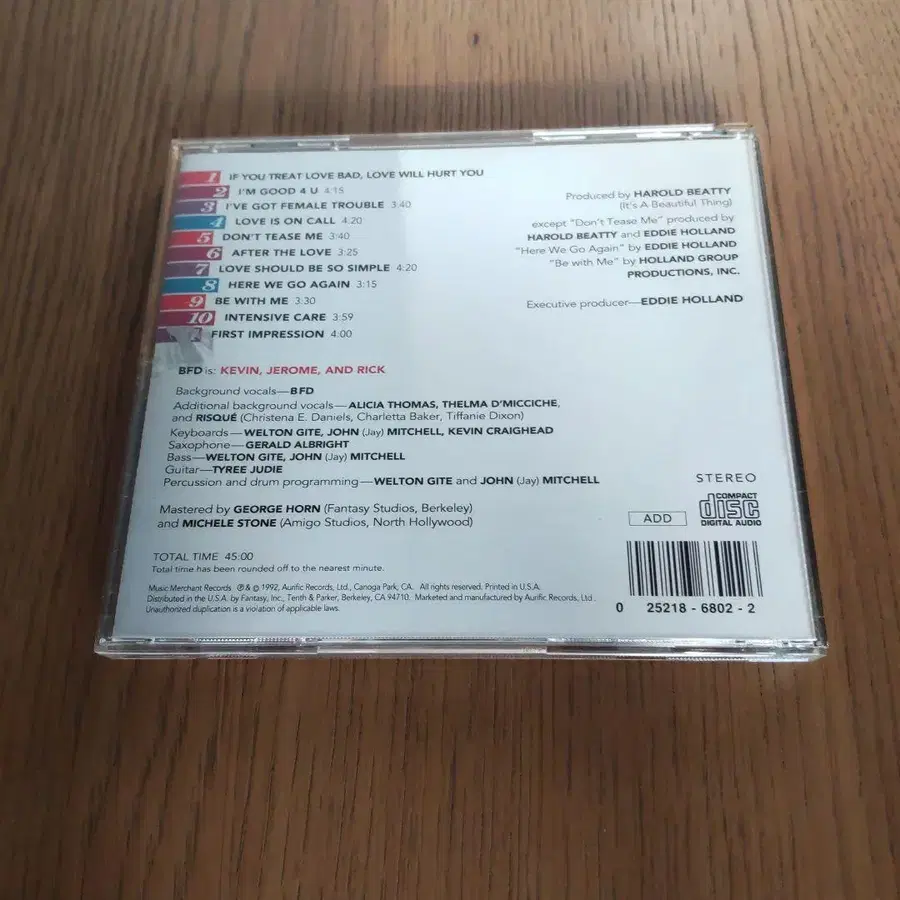 1 IF YOU TREAT LOVE BAD, LOVE WILL HURT YOU
2 I'M GOOD 4 U 4:15
3 I'VE GOT FEMALE TROUBLE 3:40
4 LOVE IS ON CALL 4:20
5 DON'T TEASE ME 3:40
6 AFTER THE LOVE 3:25
7 LOVE SHOULD BE SO SIMPLE 4:20
8 HERE WE GO AGAIN 3:15
9 BE WITH ME 3:30
10 INTENSIVE CARE 3:59
FIRST IMPRESSION 4:00
Produced by HAROLD BEATTY
(It's A Beautiful Thing)
except "Don't Tease Me" produced by
HAROLD BEATTY and EDDIE HOLLAND
"Here We Go Again" by EDDIE HOLLAND
"Be with Me" by HOLLAND GROUP
PRODUCTIONS, INC.
Executive producer—EDDIE HOLLAND
BFD is: KEVIN, JEROME, AND RICK
Background vocals—BFD
Additional background vocals—ALICIA THOMAS, THELMA D'MICCICHE,
and RISQUÉ (Christena E. Daniels, Charletta Baker, Tiffanie Dixon)
Keyboards—WELTON GITE, JOHN (Jay) MITCHELL, KEVIN CRAIGHEAD
Saxophone—GERALD ALBRIGHT
Bass—WELTON GITE, JOHN (Jay) MITCHELL
Guitar—TYREE JUDIE
Percussion and drum programming—WELTON GITE and JOHN (Jay) MITCHELL
Mastered by GEORGE HORN (Fantasy Studios, Berkeley)
and MICHELE STONE (Amigo Studios, North Hollywood)
STEREO
ADD
COMPACT
disc
DIGITAL AUDIO
TOTAL TIME 45:00
Total time has been rounded off to the nearest minute.
Music Merchant Records ℗ & © 1992, Aurific Records, Ltd., Canoga Park, CA. All rights reserved. Printed in U.S.A.
Distributed in the U.S.A. by Fantasy, Inc., Tenth & Parker, Berkeley, CA 94710. Marketed and manufactured by Aurific Records, Ltd.
Unauthorized duplication is a violation of applicable laws.
0 25218-6802-2